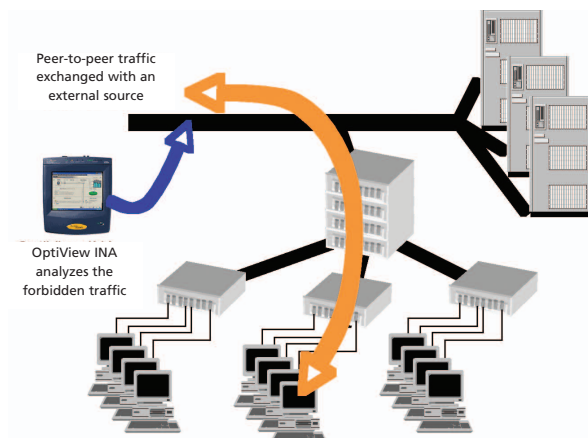 Peer-to-peer traffic
exchanged with an
external source
OptiView INA
analyzes the
forbidden traffic